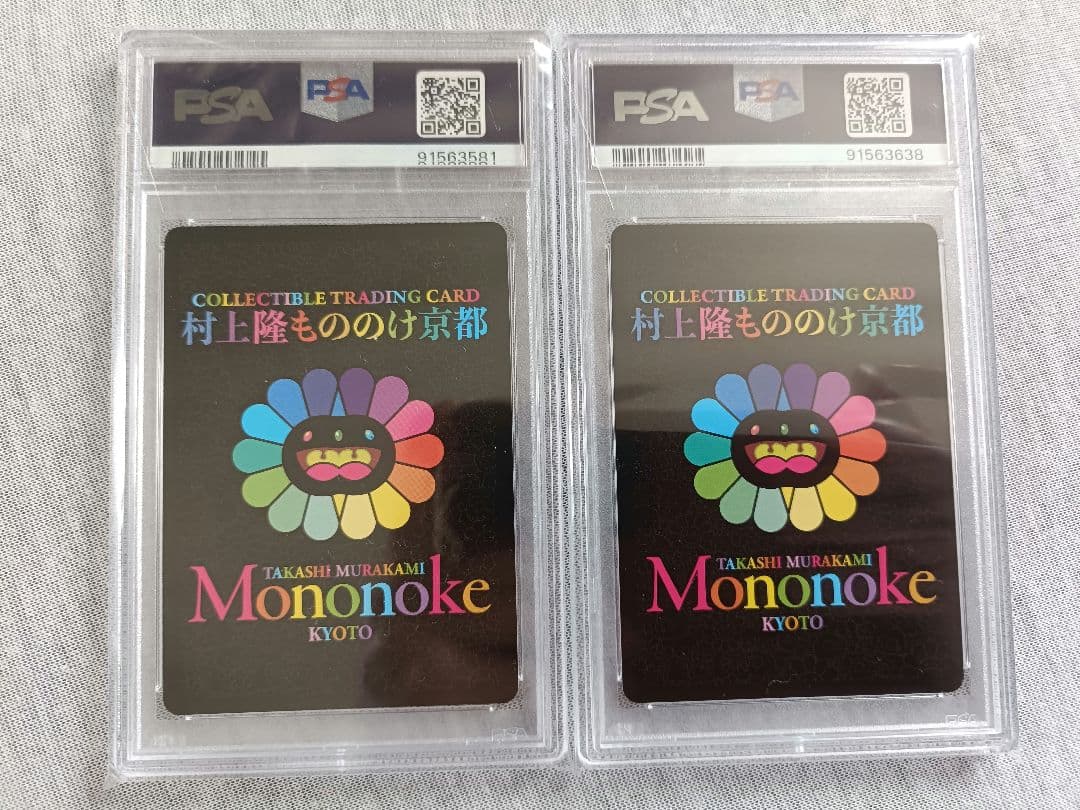 PSA
PSA
91563581
COLLECTIBLE TRADING CARD
村上隆もののけ京都
TAKASHI MURAKAMI
Mononoke
KYOTO
PSA
PSA
PSA
91563638
COLLECTIBLE TRADING CARD
村上隆もののけ京都
TAKASHI MURAKAMI
Mononoke
KYOTO
PSA